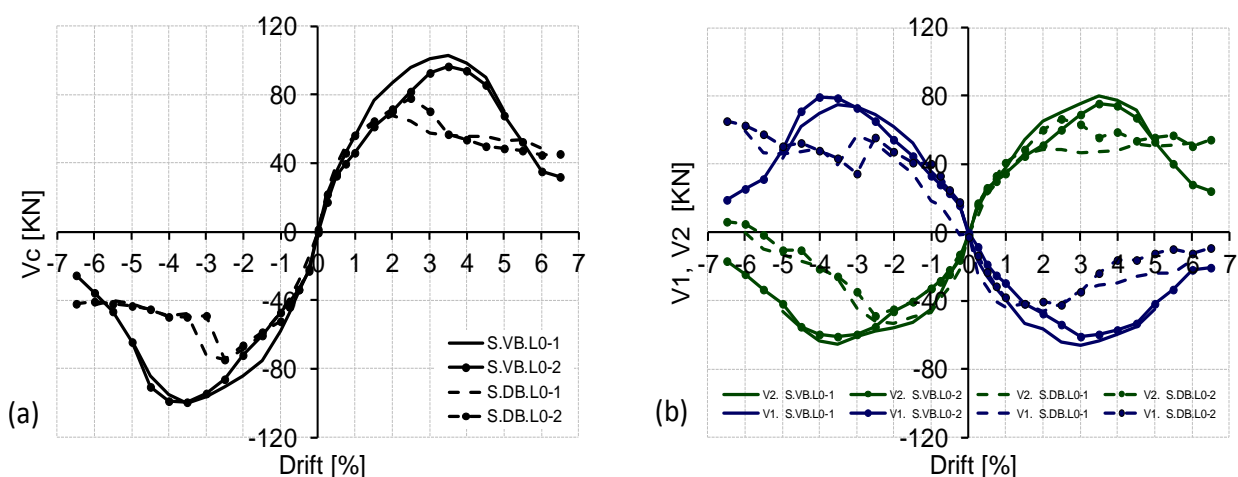 120
80
40
0
-40
-80
-120
-7 -6 -5 -4 -3 -2 -1 0 1 2 3 4 5 6 7
Vc [KN]
Drift [%]
S.VB.L0-1
S.VB.L0-2
S.DB.L0-1
S.DB.L0-2
(a)
120
80
40
0
-40
-80
-120
-7 -6 -5 -4 -3 -2 -1 0 1 2 3 4 5 6 7
V1, V2 [KN]
Drift [%]
V2. S.VB.L0-1 V2. S.VB.L0-2 V2. S.DB.L0-1 V2. S.DB.L0-2
V1. S.VB.L0-1 V1. S.VB.L0-2 V1. S.DB.L0-1 V1. S.DB.L0-2
(b)